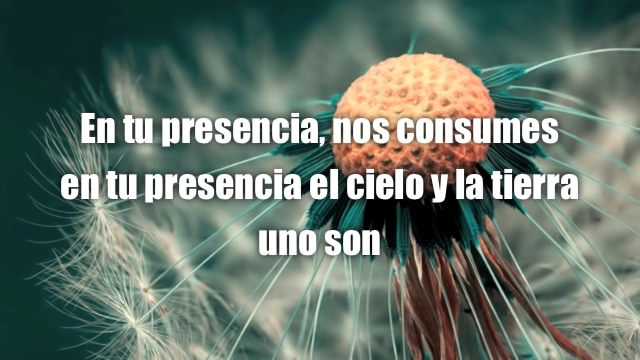 En tu presencia, nos consumes
en tu presencia el cielo y la tierra
uno son